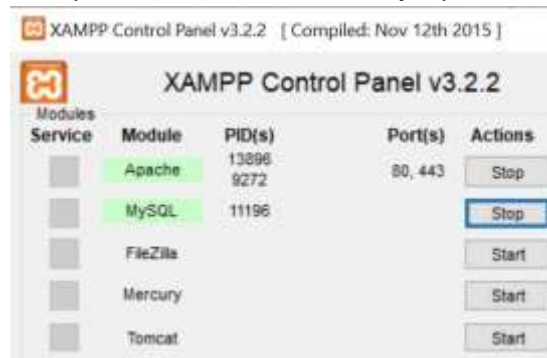 XAMPP Control Panel v3.2.2 [ Compiled: Nov 12th 2015 ]
XAMPP Control Panel v3.2.2
Modules
Service Module PID(s) Port(s) Actions
Apache 13896 9272 80, 443 Stop
MySQL 11196 Stop
FileZilla Start
Mercury Start
Tomcat Start